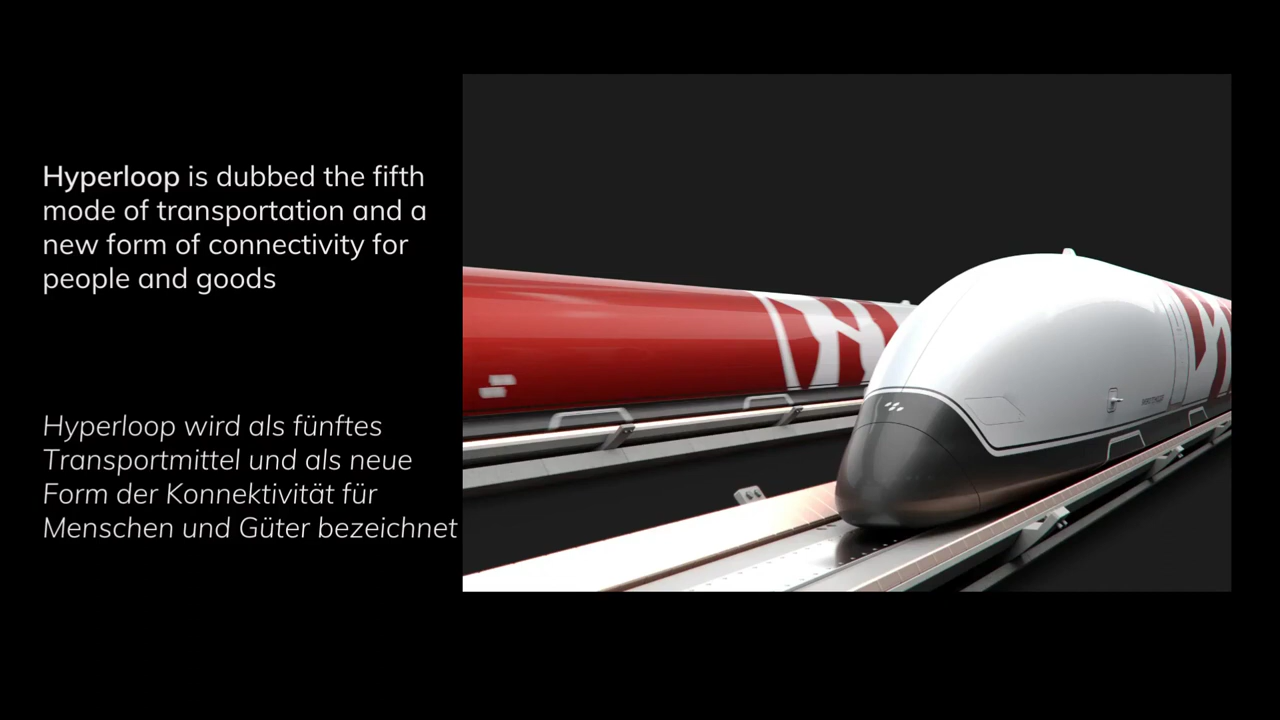 Hyperloop is dubbed the fifth
mode of transportation and a
new form of connectivity for
people and goods
Hyperloop wird als fünftes
Transportmittel und als neue
Form der Konnektivität für
Menschen und Güter bezeichnet